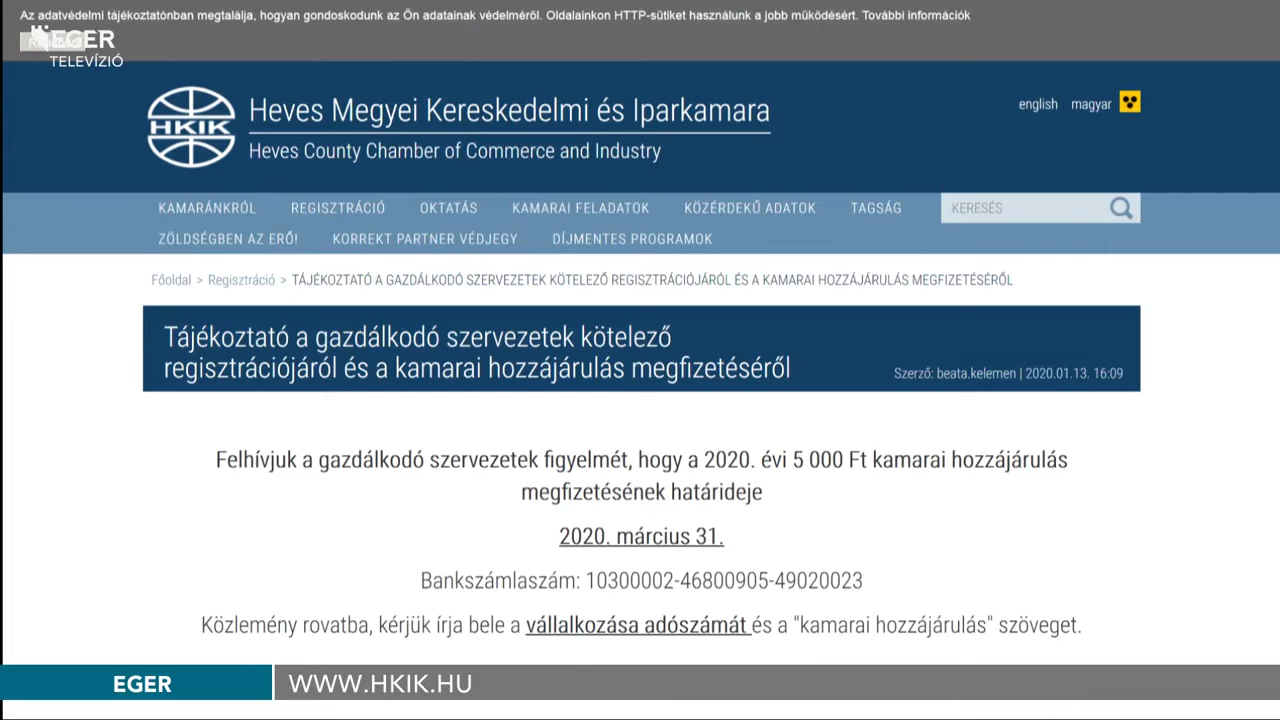 Az adatvédelmi tájékoztatónban megtalálja, hogyan gondoskodunk az Ön adatainak védelméről. Oldalainkon HTTP-sütiket használunk a jobb működésért. További információk
EGER
TELEVÍZIÓ
HKIK
Heves Megyei Kereskedelmi és Iparkamara
Heves County Chamber of Commerce and Industry
english magyar
KAMARÁNKRÓL REGISZTRÁCIÓ OKTATÁS KAMARAI FELADATOK KÖZÉRDEKŰ ADATOK TAGSÁG KERESÉS
ZÖLDSÉGBEN AZ ERŐ! KORREKT PARTNER VÉDJEGY DÍJMENTES PROGRAMOK
Főoldal > Regisztráció > TÁJÉKOZTATÓ A GAZDÁLKODÓ SZERVEZETEK KÖTELEZŐ REGISZTRÁCIÓJÁRÓL ÉS A KAMARAI HOZZÁJÁRULÁS MEGFIZETÉSÉRŐL
Tájékoztató a gazdálkodó szervezetek kötelező
regisztrációjáról és a kamarai hozzájárulás megfizetéséről
Szerző: beata.kelemen | 2020.01.13. 16:09
Felhívjuk a gazdálkodó szervezetek figyelmét, hogy a 2020. évi 5 000 Ft kamarai hozzájárulás
megfizetésének határideje
2020. március 31.
Bankszámlaszám: 10300002-46800905-49020023
Közlemény rovatba, kérjük írja bele a vállalkozása adószámát és a "kamarai hozzájárulás" szöveget.
EGER
WWW.HKIK.HU